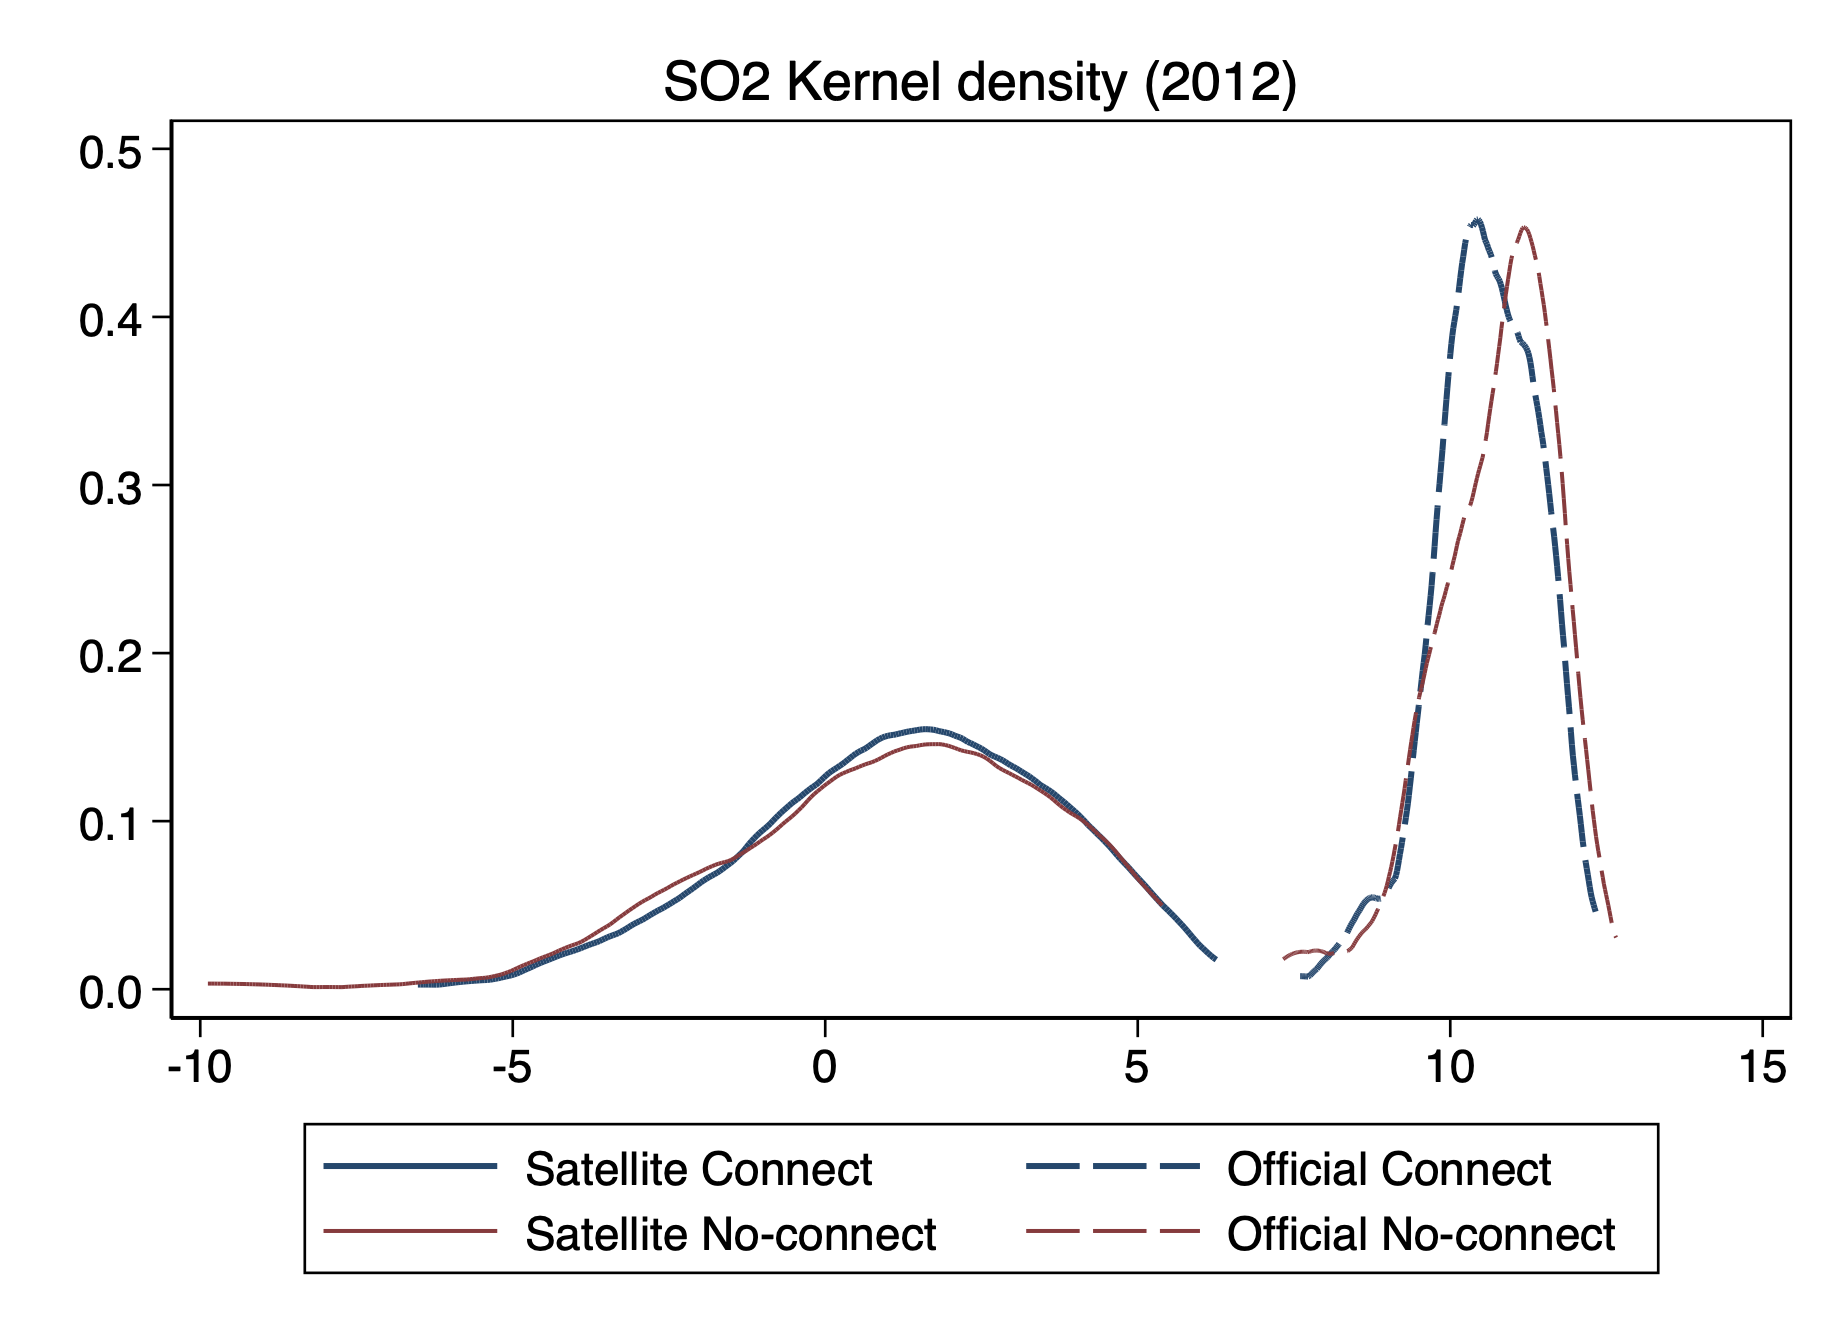 SO2 Kernel density (2012)
0.5
0.4
0.3
0.2
0.1
0.0
-10 -5 0 5 10 15
Satellite Connect Official Connect
Satellite No-connect Official No-connect